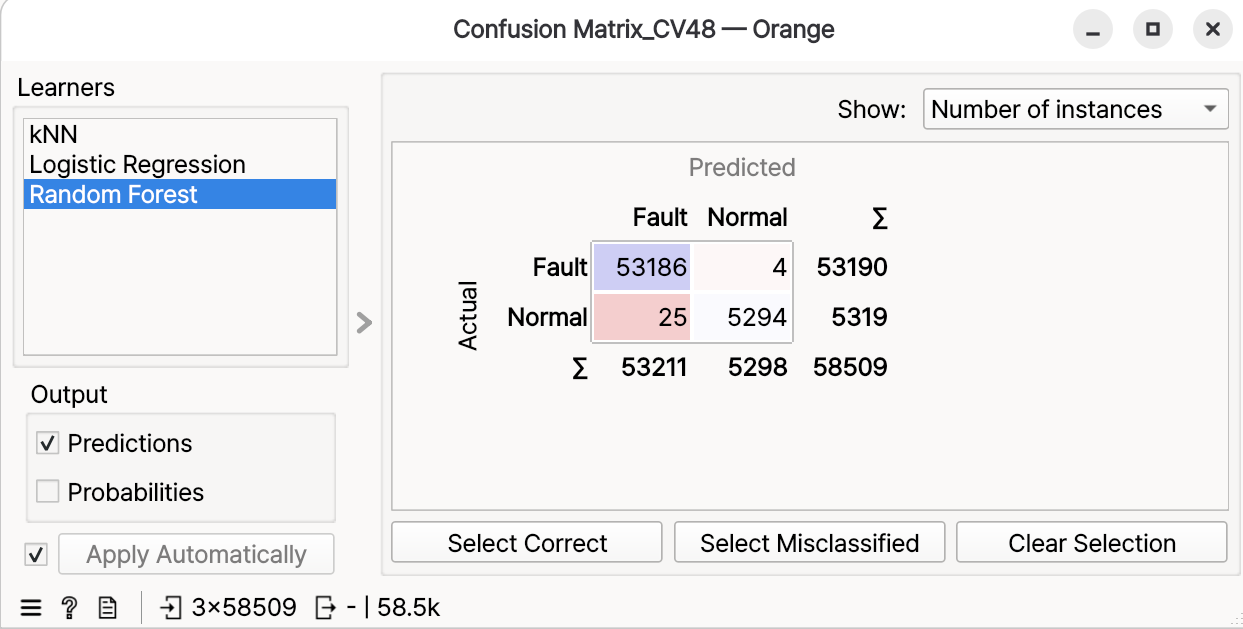 Confusion Matrix_CV48 — Orange
Learners
kNN
Logistic Regression
Random Forest
Output
Predictions
Probabilities
Apply Automatically
Show: Number of instances
Predicted
Fault Normal Σ
Actual
Fault 53186 4 53190
Normal 25 5294 5319
Σ 53211 5298 58509
Select Correct Select Misclassified Clear Selection
3×58509 - | 58.5k